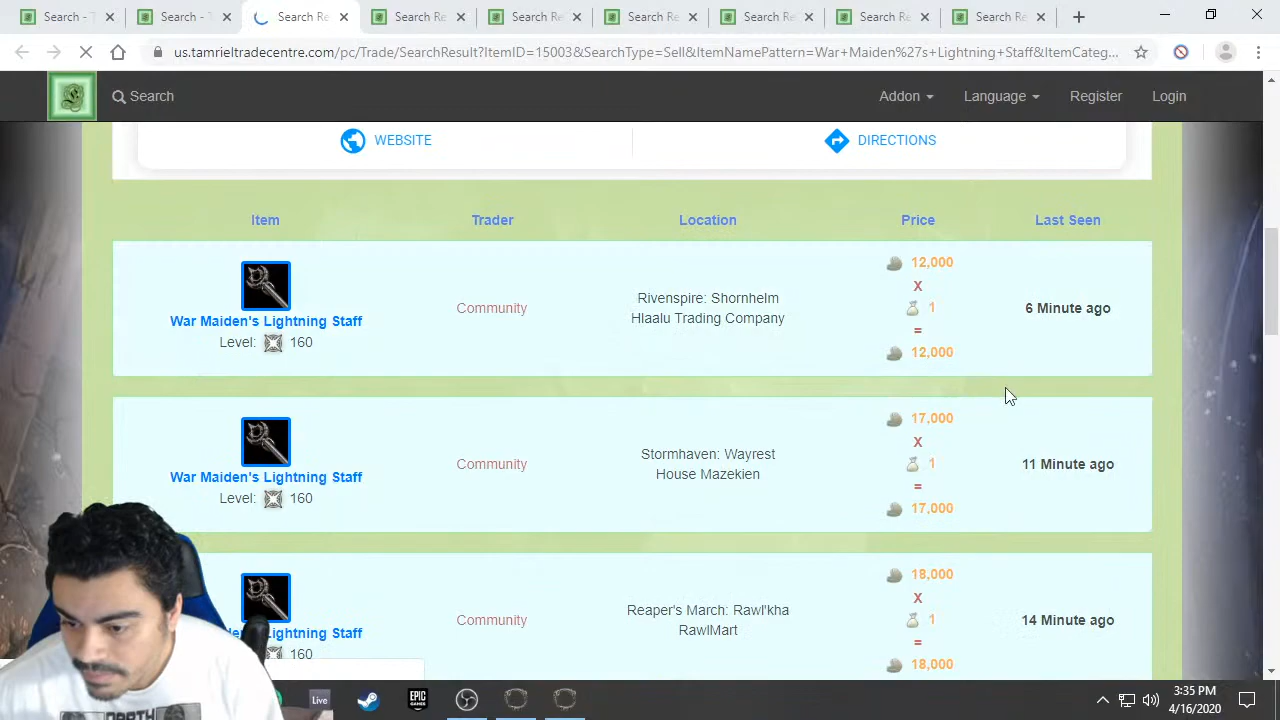 Search - T
Search - T
Search Re
Search Re
Search Re
Search Re
Search Re
Search Re
Search Re
us.tamrieltradecentre.com/pc/Trade/SearchResult?ItemID=15003&SearchType=Sell&ItemNamePattern=War+Maiden%27s+Lightning+Staff&ItemCateg...
Search
Addon
Language
Register
Login
WEBSITE
DIRECTIONS
Item Trader Location Price Last Seen
War Maiden's Lightning Staff
Level: 160
Community
Rivenspire: Shornhelm
Hlaalu Trading Company
12,000
X
1
=
12,000
6 Minute ago
War Maiden's Lightning Staff
Level: 160
Community
Stormhaven: Wayrest
House Mazekien
17,000
X
1
=
17,000
11 Minute ago
Lightning Staff
160
Community
Reaper's March: Rawl'kha
RawlMart
18,000
X
1
=
18,000
14 Minute ago
Live
EPIC
GAMES
3:35 PM
4/16/2020